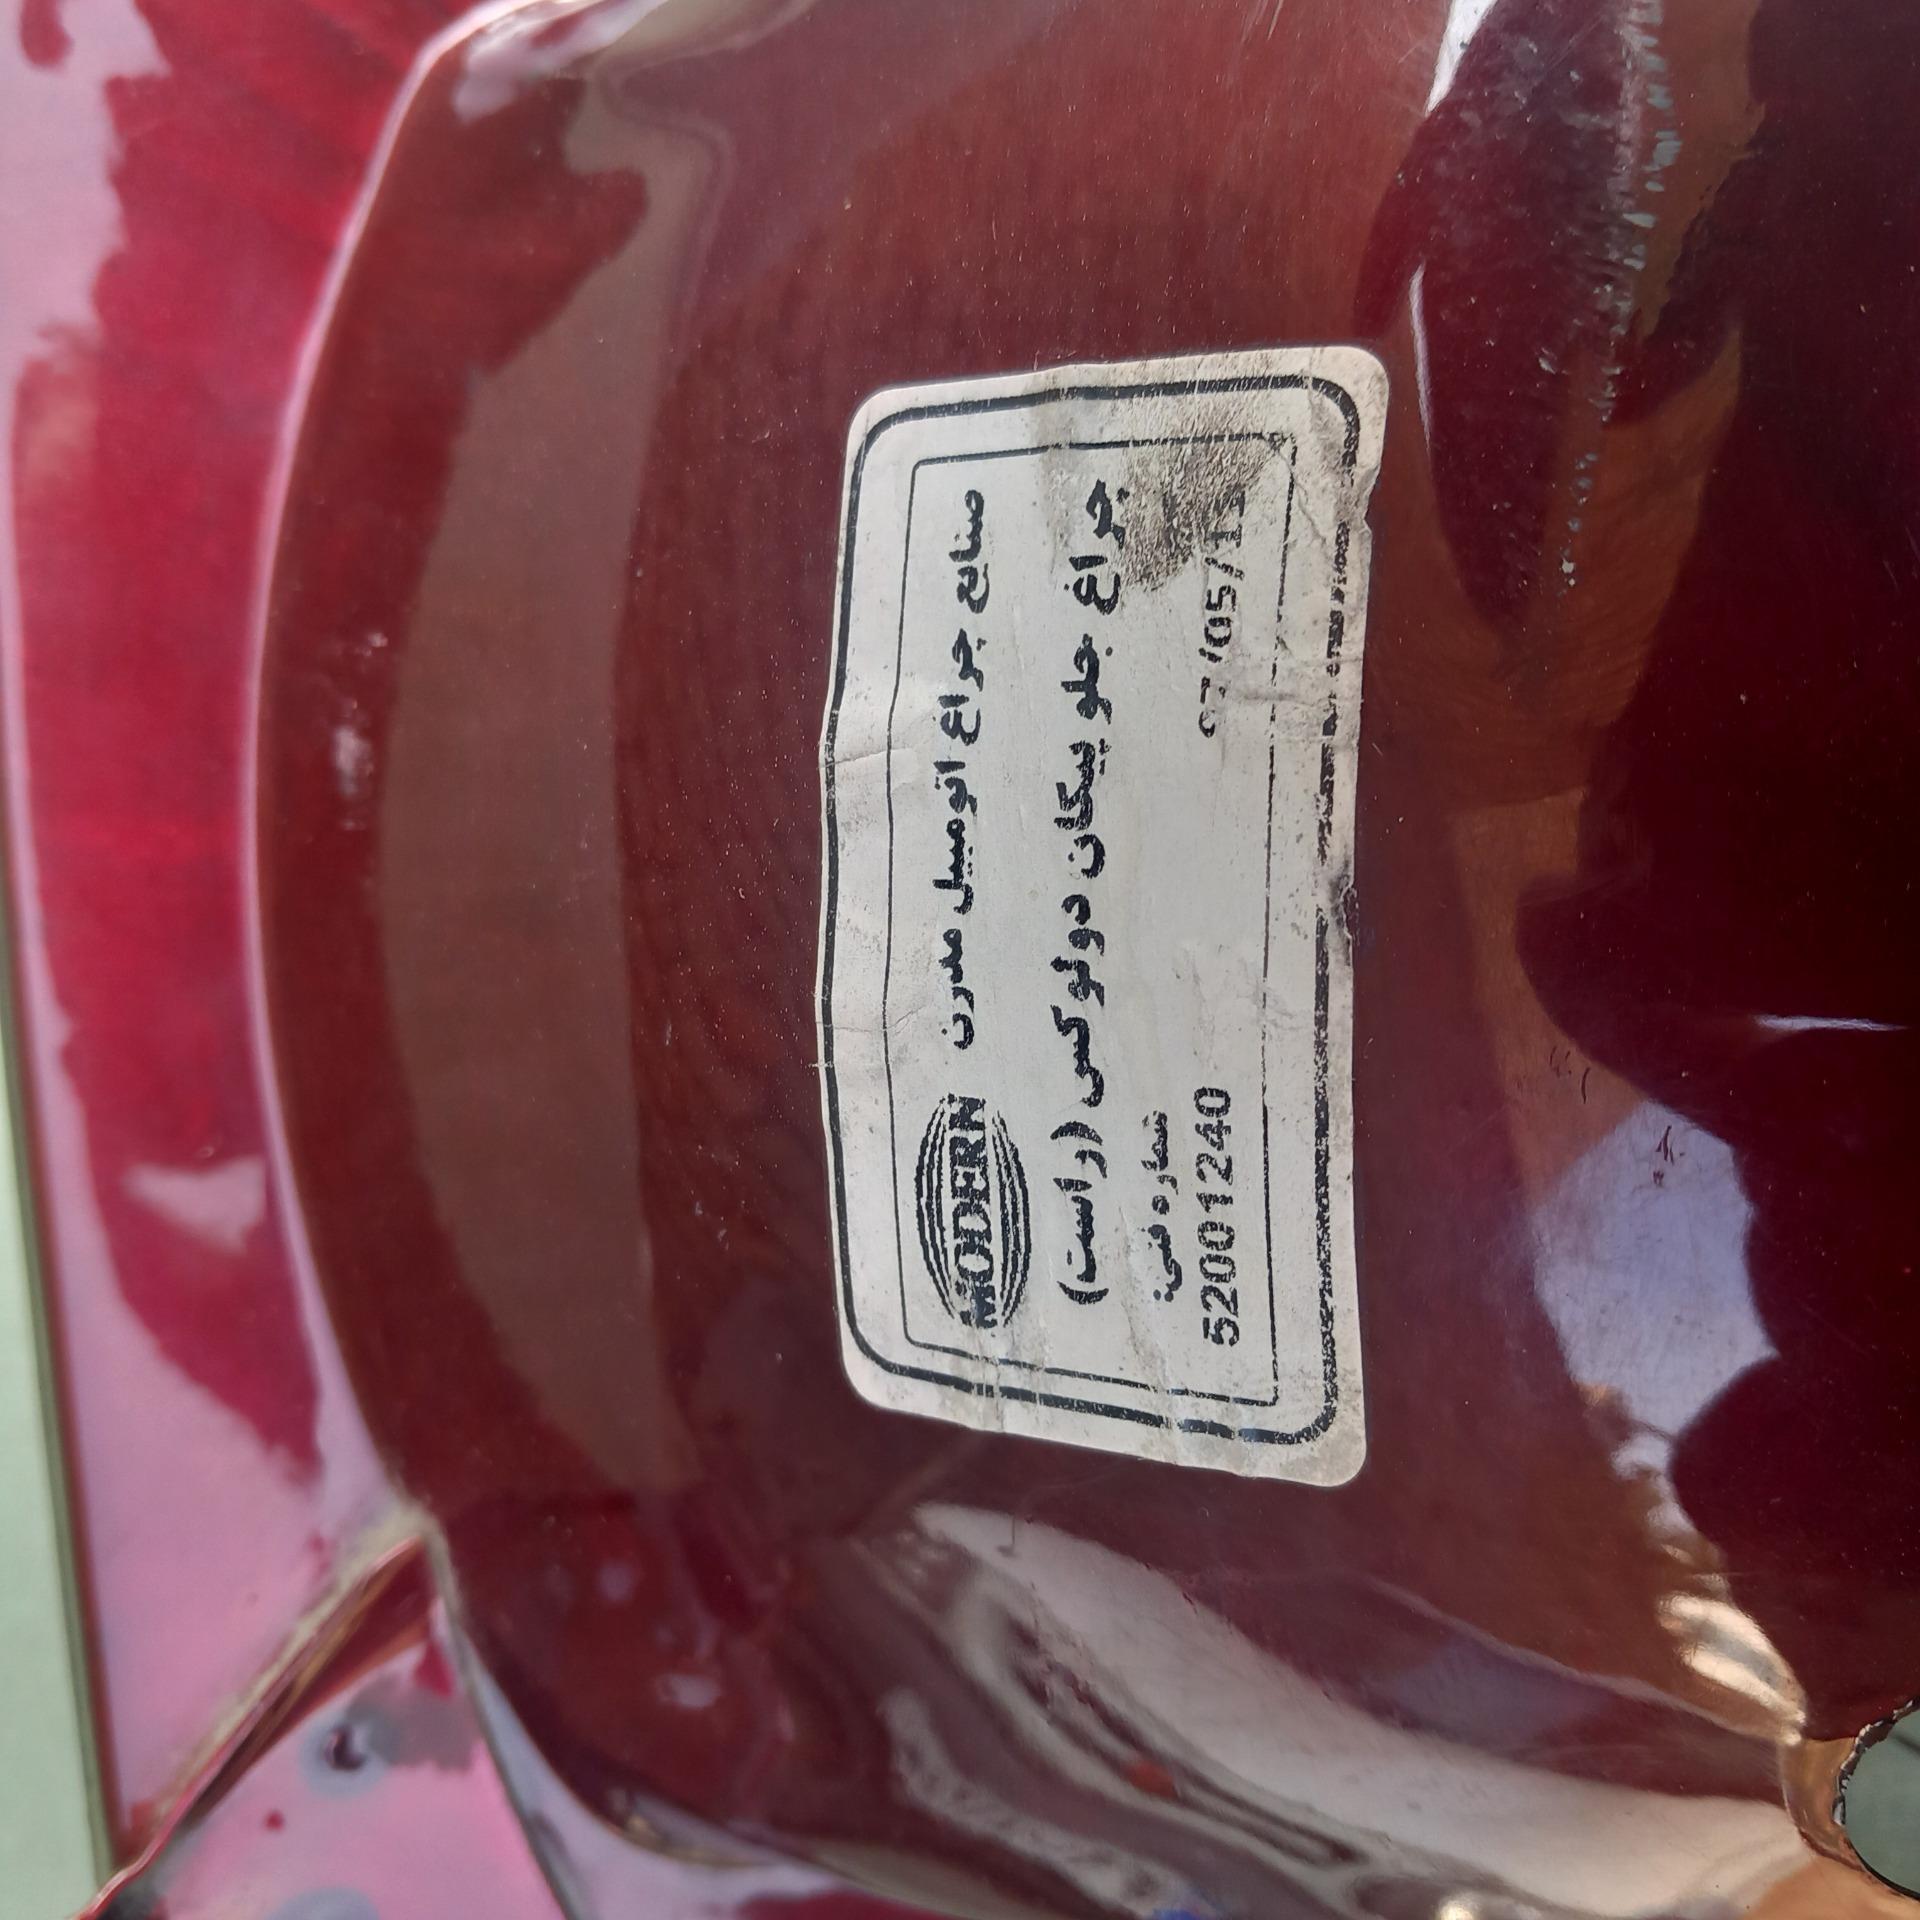 MODERN صنایع چراغ اتومبیل مدرن
چراغ جلو پیکان دولوکس (راست)
شماره فنی:
52001240